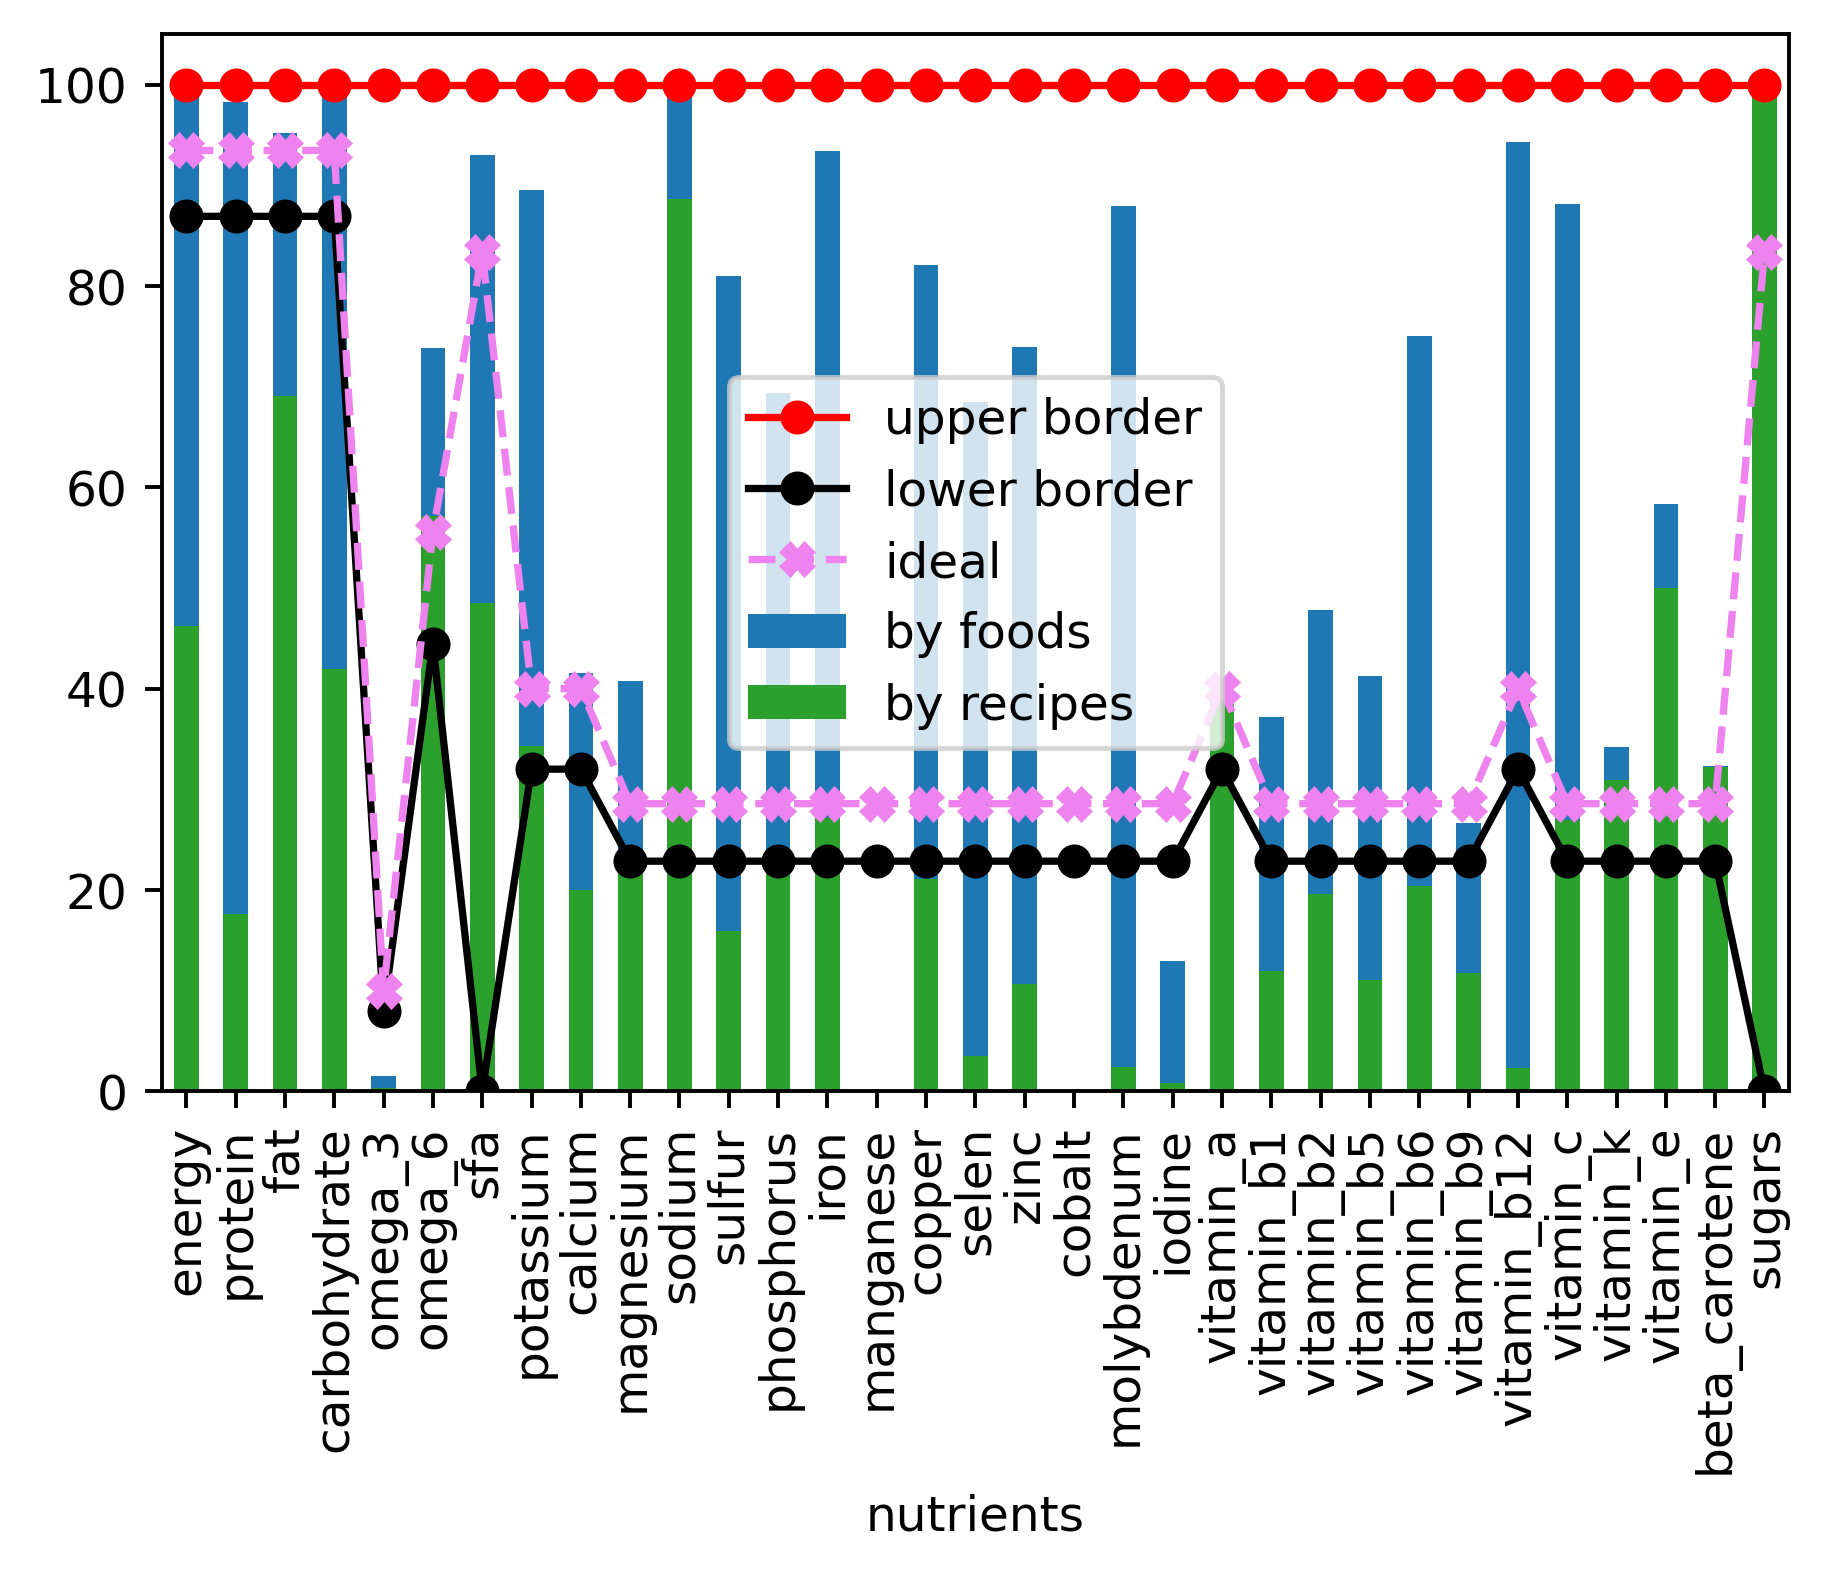 100
80
60
40
20
0
upper border
lower border
ideal
by foods
by recipes
energy
protein
fat
carbohydrate
omega_3
omega_6
sfa
potassium
calcium
magnesium
sodium
sulfur
phosphorus
iron
manganese
copper
selen
zinc
cobalt
molybdenum
iodine
vitamin_a
vitamin_b1
vitamin_b2
vitamin_b5
vitamin_b6
vitamin_b9
vitamin_b12
vitamin_c
vitamin_k
vitamin_e
beta_carotene
sugars
nutrients